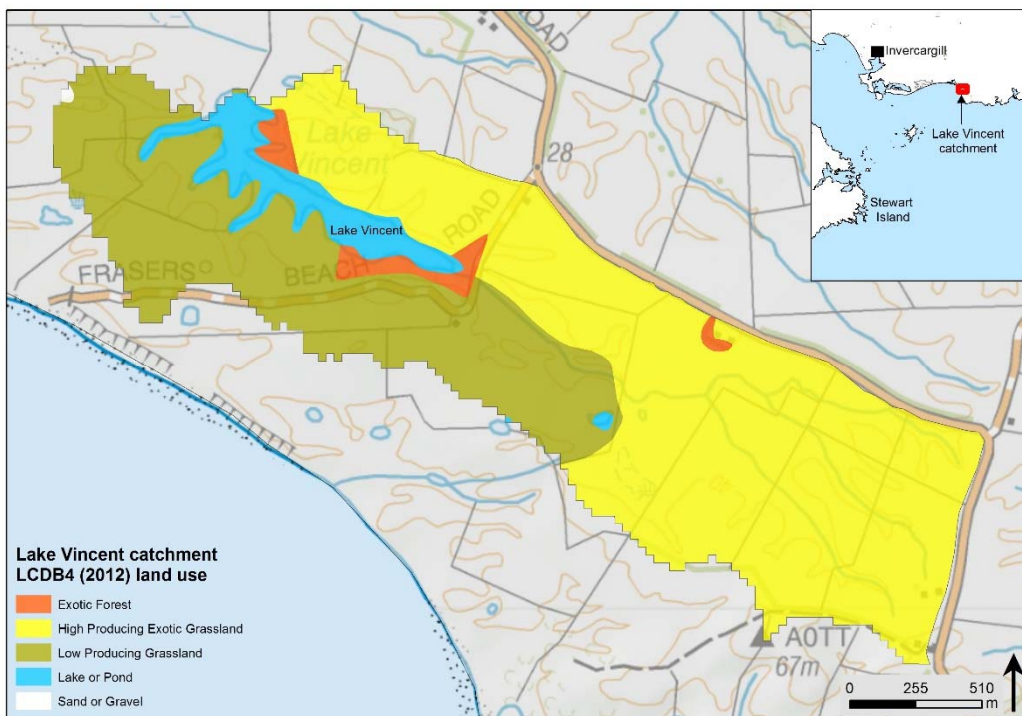 ROAD
ROAD
Invercargill
Lake Vincent
catchment
Stewart
Island
Lake
Vincent
28
Lake Vincent
ROAD
FRASERS
BEACH
A0TT
67m
Lake Vincent catchment
LCDB4 (2012) land use
Exotic Forest
High Producing Exotic Grassland
Low Producing Grassland
Lake or Pond
Sand or Gravel
0 255 510
m